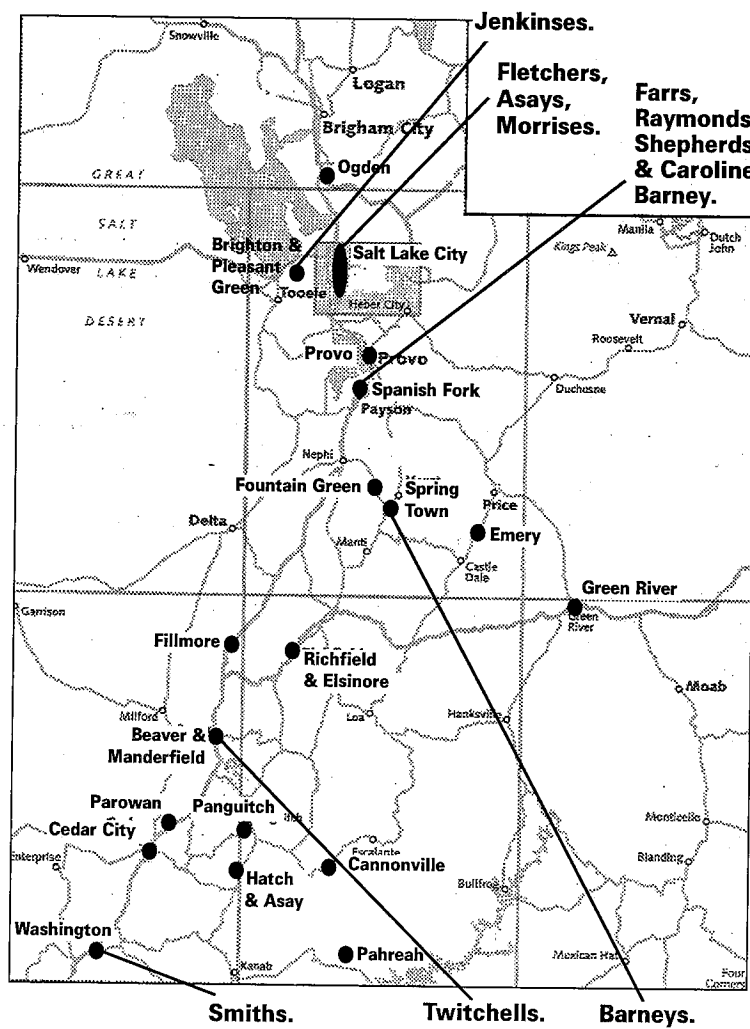 Jenkinses.
Fletchers,
Asays,
Morrises.
Farrs,
Raymonds
Shepherds
& Caroline
Barney.
Snowville
Logan
Brigham City
Ogden
GREAT
SALT
LAKE
DESERT
Wendover
Brighton &
Pleasant
Green
Tooele
Salt Lake City
Heber City
Kings Peak
Manila
Dutch
John
Vernal
Roosevelt
Duchesne
Provo
Provo
Spanish Fork
Payson
Nephi
Fountain Green
Spring
Town
Price
Delta
Manti
Emery
Castle
Dale
Green River
Green
River
Garrison
Fillmore
Richfield
& Elsinore
Moab
Milford
Loa
Hanksville
Beaver &
Manderfield
Parowan
Panguitch
Cedar City
Monticello
Enterprise
Escalante
Cannonville
Blanding
Hatch
& Asay
Bullfrog
Washington
Pahreah
Kanab
Mexican Hat
Four
Corners
Smiths.
Twitchells.
Barneys.